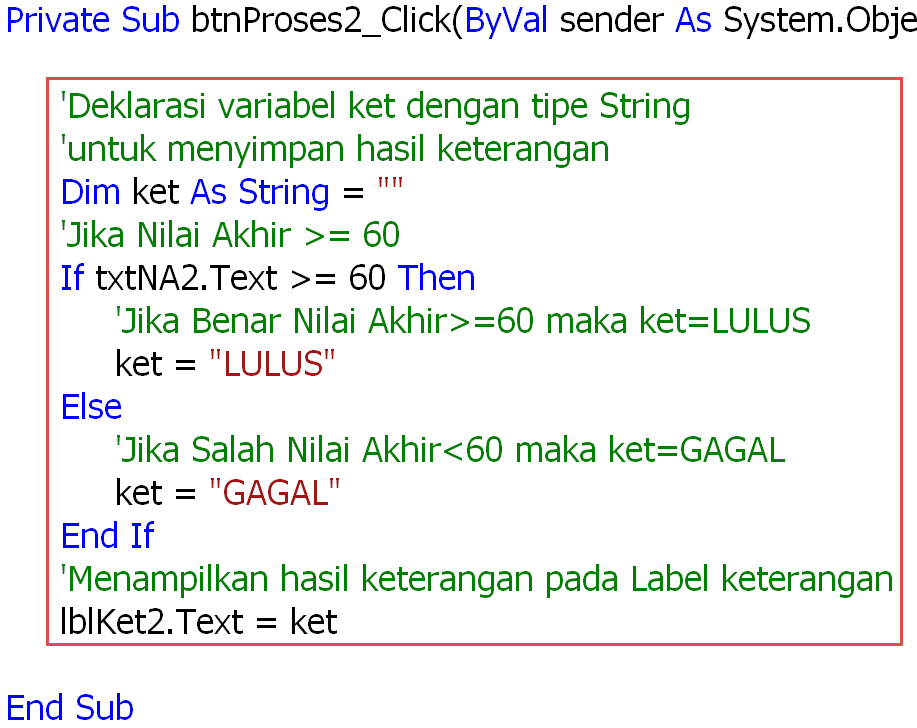 Private Sub btnProses2_Click(ByVal sender As System.Obje
'Deklarasi variabel ket dengan tipe String
'untuk menyimpan hasil keterangan
Dim ket As String = ""
'Jika Nilai Akhir >= 60
If txtNA2.Text >= 60 Then
'Jika Benar Nilai Akhir>=60 maka ket=LULUS
ket = "LULUS"
Else
'Jika Salah Nilai Akhir<60 maka ket=GAGAL
ket = "GAGAL"
End If
'Menampilkan hasil keterangan pada Label keterangan
lblKet2.Text = ket
End Sub